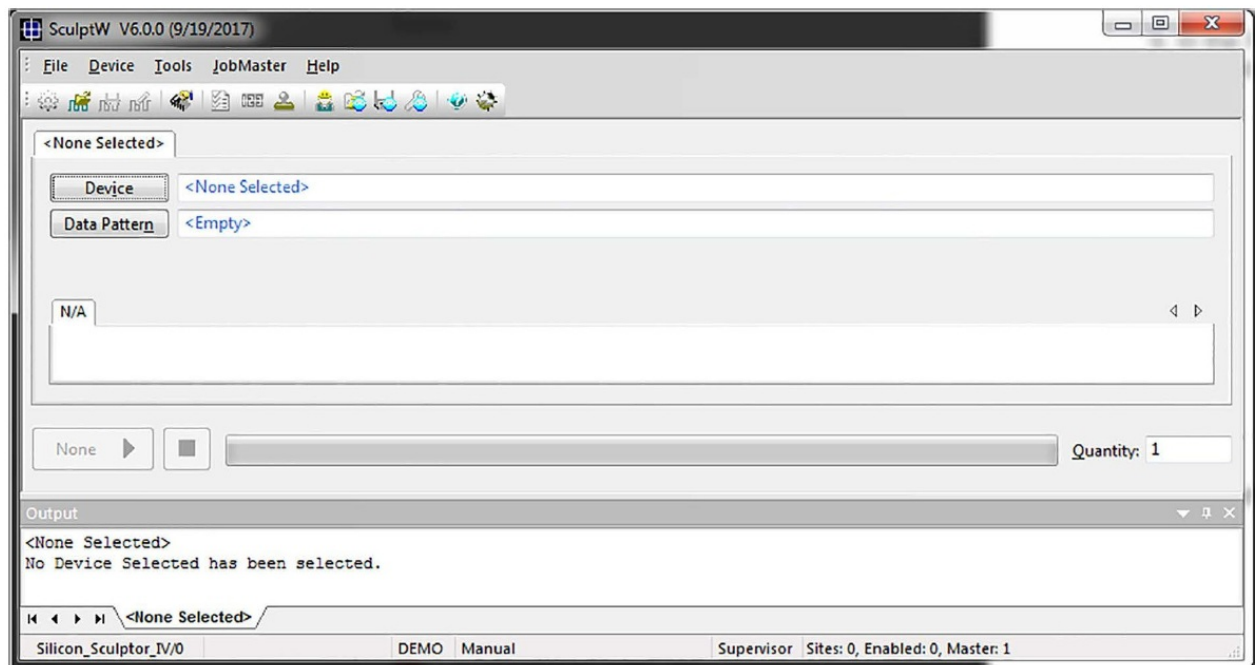 SculptW V6.0.0 (9/19/2017)
File Device Tools JobMaster Help
<None Selected>
Device <None Selected>
Data Pattern <Empty>
N/A
None Quantity: 1
Output
<None Selected>
No Device Selected has been selected.
<None Selected>
Silicon_Sculptor_IV/0 DEMO Manual Supervisor Sites: 0, Enabled: 0, Master: 1